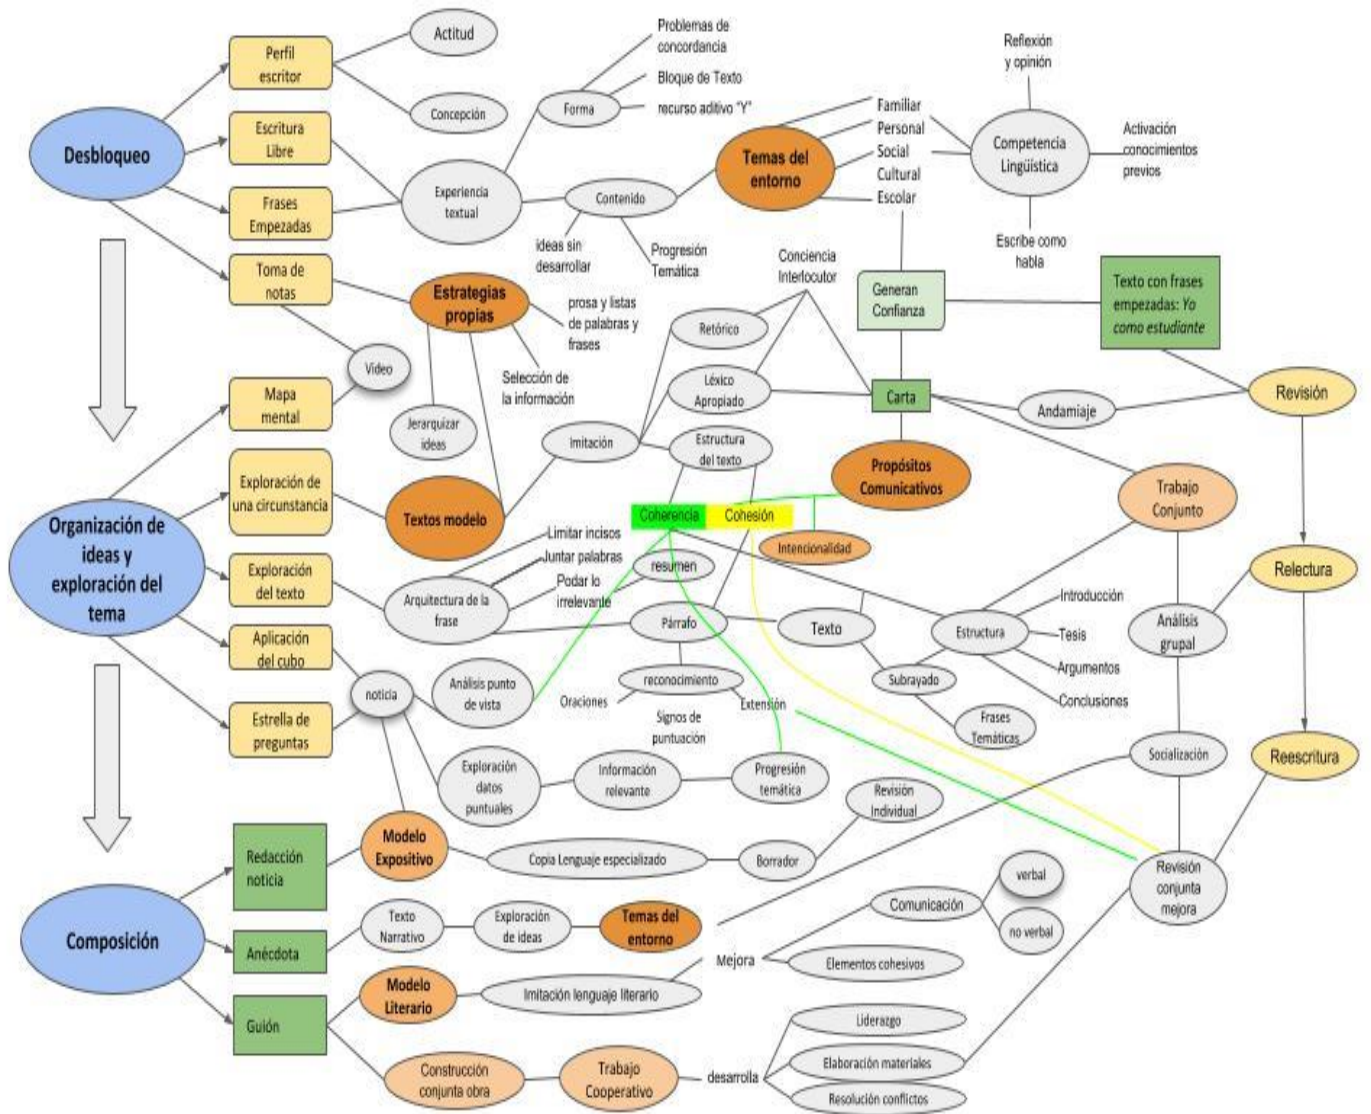 Perfil
escritor
Actitud
Concepción
Desbloqueo
Escritura
Libre
Frases
Empezadas
Toma de
notas
Experiencia
textual
Forma
Problemas de
concordancia
Bloque de Texto
recurso aditivo "Y"
Contenido
ideas sin
desarrollar
Progresión
Temática
Temas del
entorno
Familiar
Personal
Social
Cultural
Escolar
Reflexión
y opinión
Competencia
Lingüística
Activación
conocimientos
previos
Escribe como
habla
Estrategias
propias
prosa y listas
de palabras y
frases
Selección de
la información
Jerarquizar
ideas
Video
Conciencia
Interlocutor
Generan
Confianza
Texto con frases
empezadas: Yo
como estudiante
Retórico
Léxico
Apropiado
Imitación
Estructura
del texto
Carta
Andamiaje
Revisión
Propósitos
Comunicativos
Trabajo
Conjunto
Mapa
mental
Exploración de
una circunstancia
Textos modelo
Organización de
ideas y
exploración del
tema
Exploración
del texto
Aplicación
del cubo
Estrella de
preguntas
Coherencia
Cohesión
Intencionalidad
Limitar incisos
Juntar palabras
Podar lo
irrelevante
Arquitectura de la
frase
resumen
Párrafo
Texto
Estructura
Introducción
Tesis
Argumentos
Conclusiones
Subrayado
Frases
Temáticas
Análisis
grupal
Relectura
noticia
Análisis punto
de vista
reconocimiento
Oraciones
Extensión
Signos de
puntuación
Exploración
datos
puntuales
Información
relevante
Progresión
temática
Socialización
Reescritura
Revisión
Individual
Redacción
noticia
Modelo
Expositivo
Copia Lenguaje especializado
Borrador
Revisión
conjunta
mejora
Composición
Anécdota
Texto
Narrativo
Exploración
de ideas
Temas del
entorno
Comunicación
verbal
no verbal
Mejora
Elementos cohesivos
Guión
Modelo
Literario
Imitación lenguaje literario
Construcción
conjunta obra
Trabajo
Cooperativo
desarrolla
Liderazgo
Elaboración materiales
Resolución conflictos